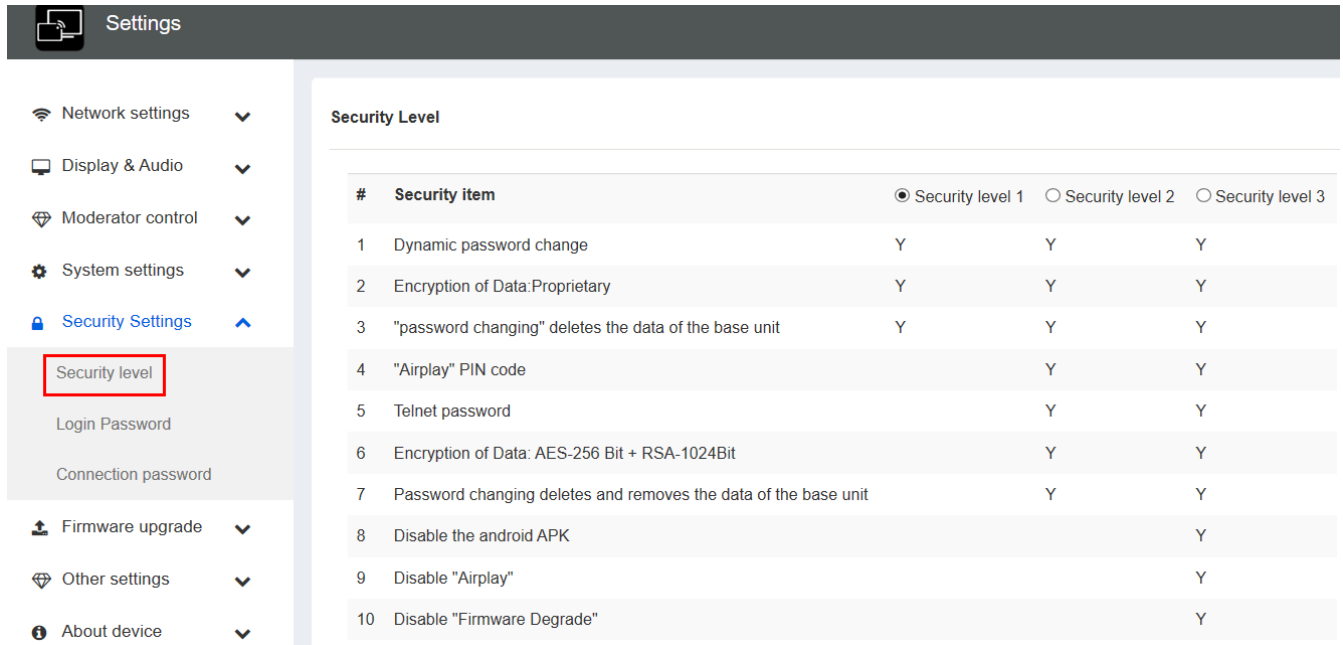 Settings
Network settings
Display & Audio
Moderator control
System settings
Security Settings
Security level
Login Password
Connection password
Firmware upgrade
Other settings
About device
Security Level
# Security item Security level 1 Security level 2 Security level 3
1 Dynamic password change Y Y Y
2 Encryption of Data:Proprietary Y Y Y
3 "password changing" deletes the data of the base unit Y Y Y
4 "Airplay" PIN code Y Y
5 Telnet password Y Y
6 Encryption of Data: AES-256 Bit + RSA-1024Bit Y Y
7 Password changing deletes and removes the data of the base unit Y Y
8 Disable the android APK Y
9 Disable "Airplay" Y
10 Disable "Firmware Degrade" Y